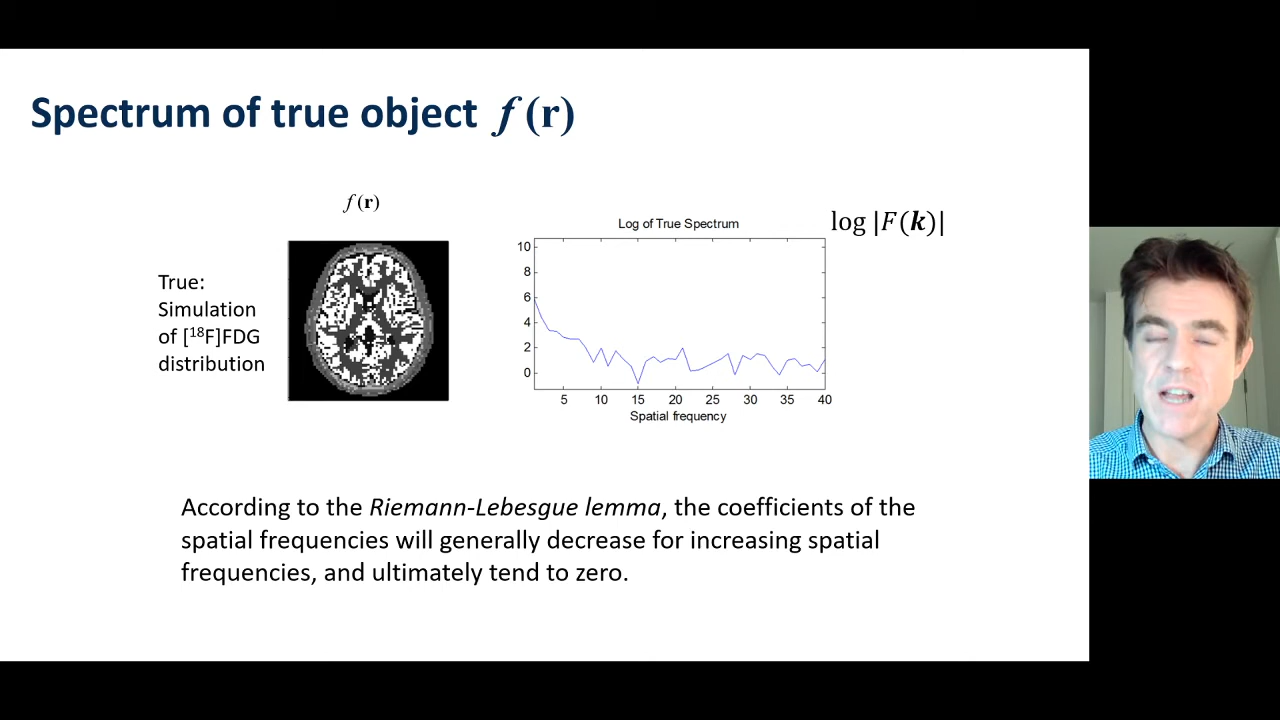 Spectrum of true object f (r)
f (r)
True:
Simulation
of [18F]FDG
distribution
Log of True Spectrum
log |F(k)|
10
8
6
4
2
0
5 10 15 20 25 30 35 40
Spatial frequency
According to the Riemann-Lebesgue lemma, the coefficients of the
spatial frequencies will generally decrease for increasing spatial
frequencies, and ultimately tend to zero.